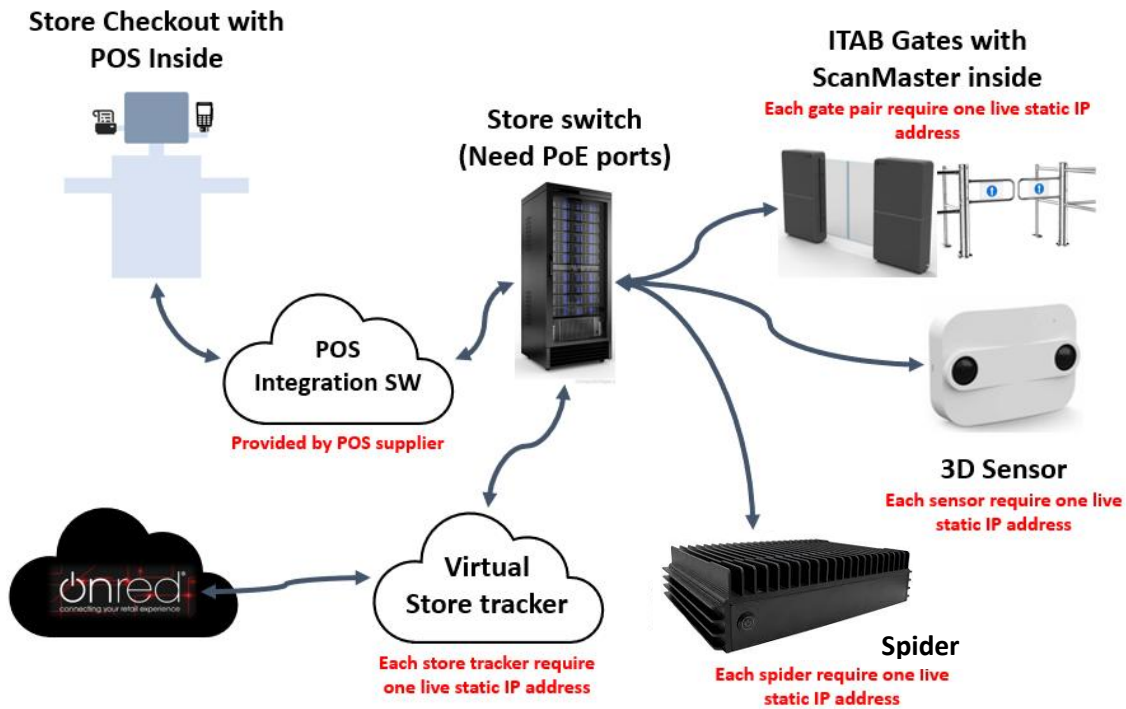 Store Checkout with
POS Inside
Store switch
(Need PoE ports)
ITAB Gates with
ScanMaster inside
Each gate pair require one live static IP
address
POS
Integration SW
Provided by POS supplier
3D Sensor
Each sensor require one live
static IP address
onred®
connecting your retail experience
Virtual
Store tracker
Each store tracker require
one live static IP address
Spider
Each spider require one live
static IP address